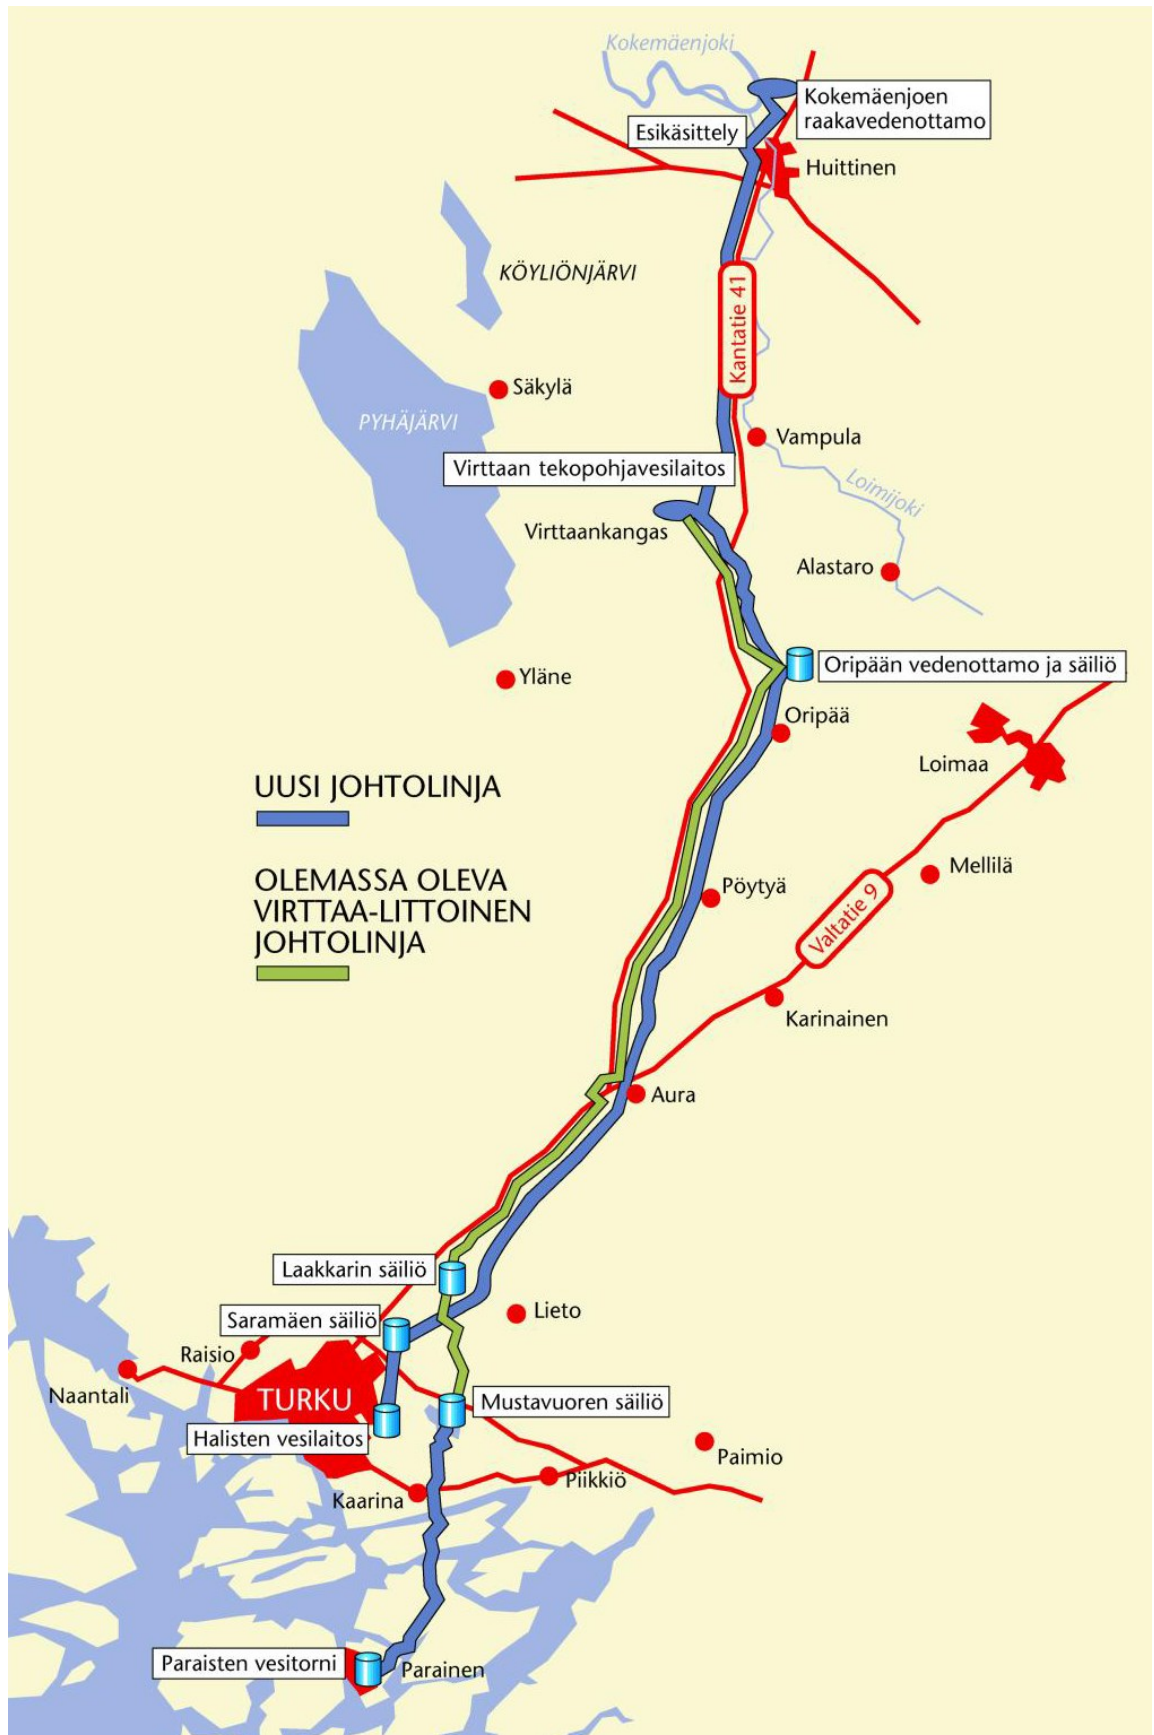 Kokemäenjoki
Kokemäenjoen
raakavedenottamo
Esikäsittely
Huittinen
KÖYLIÖNJÄRVI
Kantatie 41
Säkylä
PYHÄJÄRVI
Vampula
Virttaan tekopohjavesilaitos
Loimijoki
Virttaankangas
Alastaro
Oripään vedenottamo ja säiliö
Yläne
Oripää
Loimaa
UUSI JOHTOLINJA
OLEMASSA OLEVA
VIRTTAA-LITTOINEN
JOHTOLINJA
Mellilä
Pöytyä
Valtatie 9
Karinainen
Aura
Laakkarin säiliö
Saramäen säiliö
Lieto
Raisio
Naantali
TURKU
Mustavuoren säiliö
Halisten vesilaitos
Paimio
Piikkiö
Kaarina
Paraisten vesitorni
Parainen